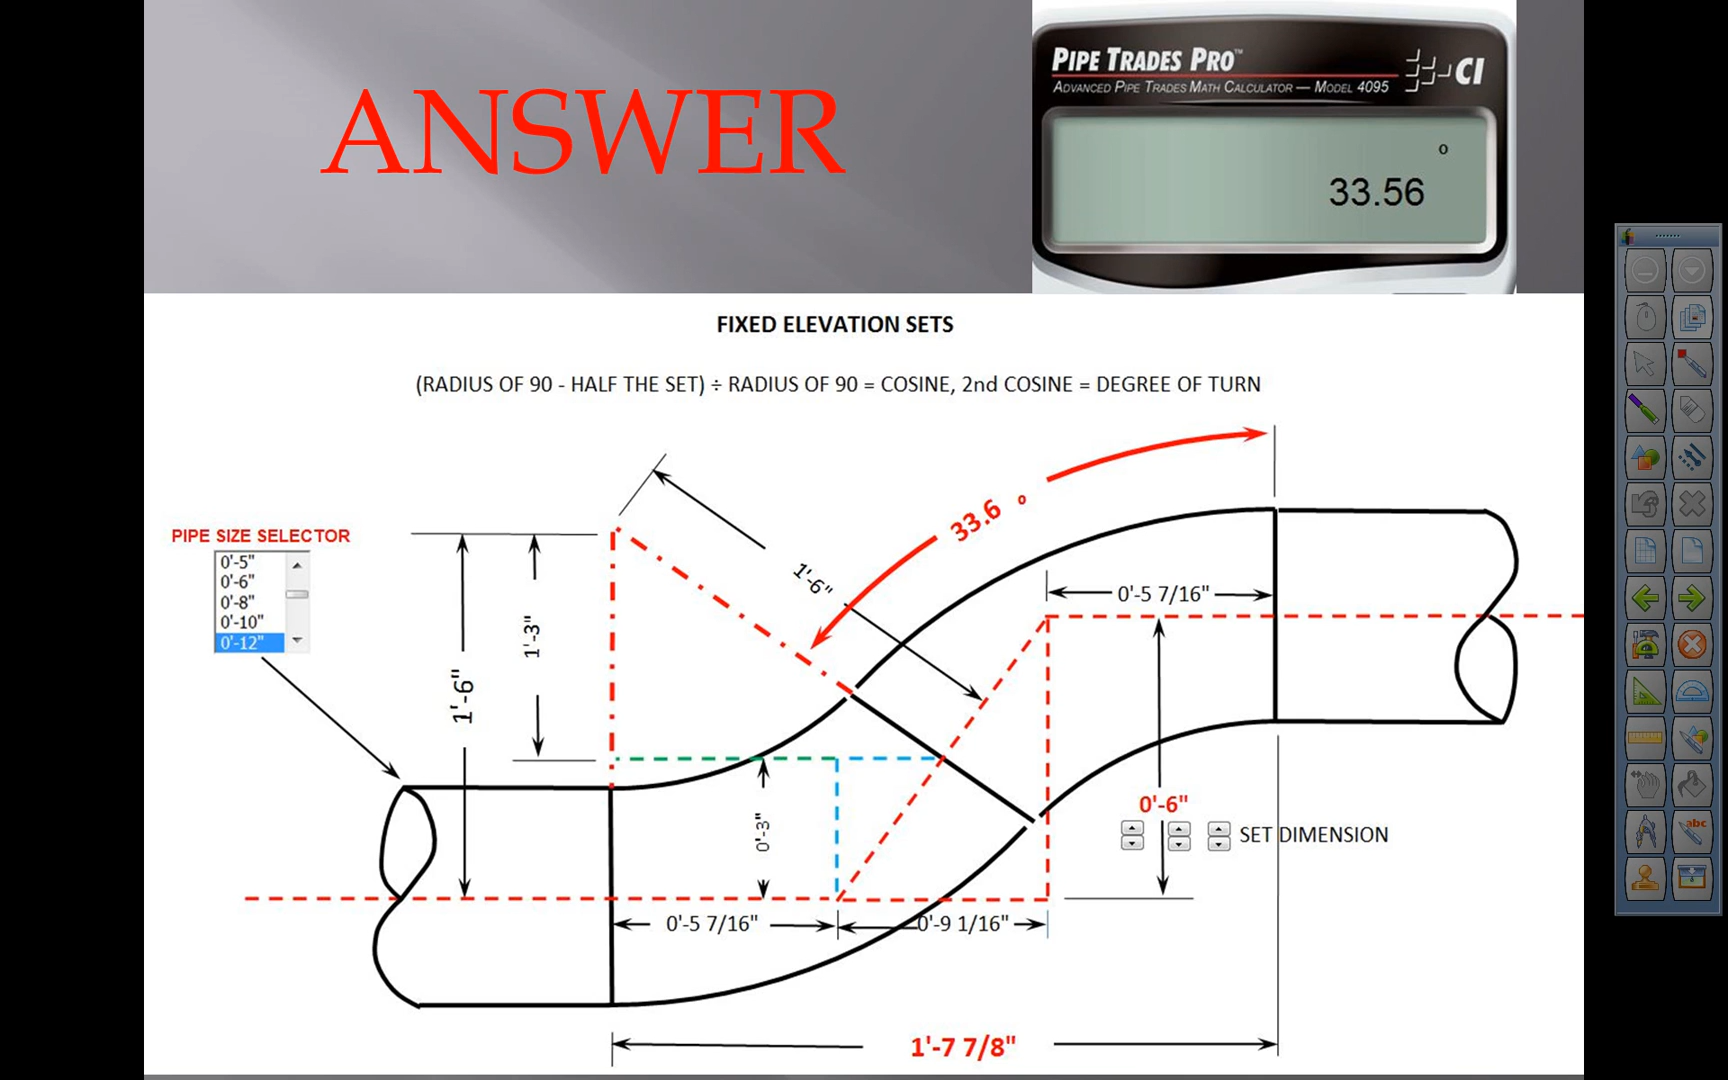 ANSWER
PIPE TRADES PRO™
ADVANCED PIPE TRADES MATH CALCULATOR — MODEL 4095
CI
°
33.56
FIXED ELEVATION SETS
(RADIUS OF 90 - HALF THE SET) ÷ RADIUS OF 90 = COSINE, 2nd COSINE = DEGREE OF TURN
PIPE SIZE SELECTOR
0'-5"
0'-6"
0'-8"
0'-10"
0'-12"
33.6 °
1'-6"
1'-3"
1'-6"
0'-5 7/16"
0'-3"
0'-6"
SET DIMENSION
0'-5 7/16"
0'-9 1/16"
1'-7 7/8"
abc